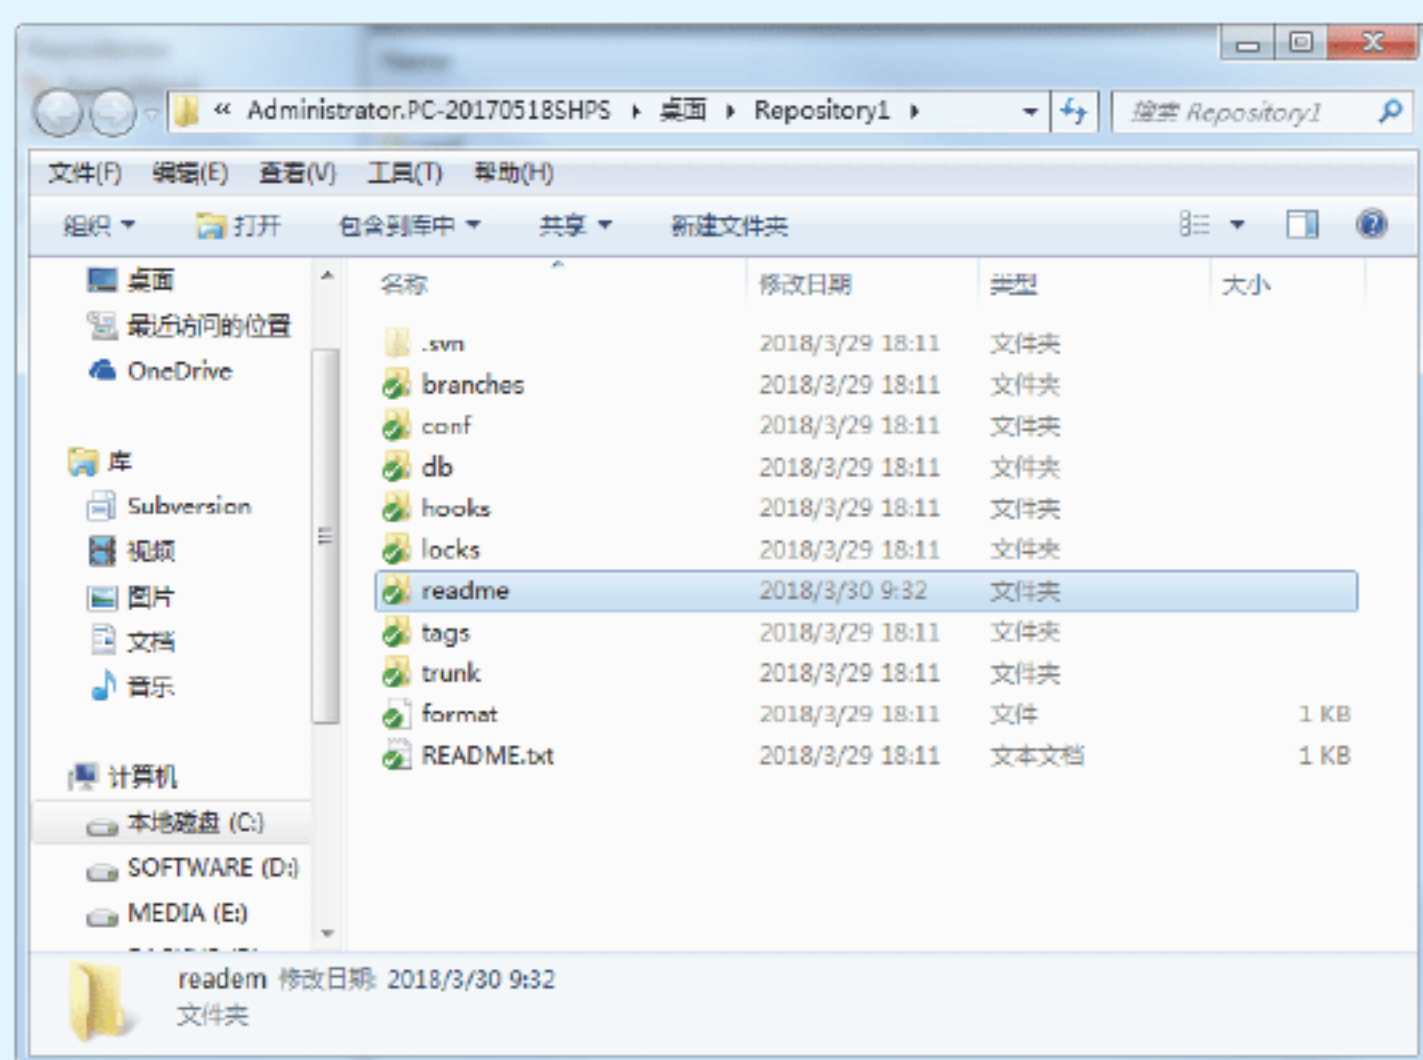 « Administrator.PC-20170518SHPS ▸ 桌面 ▸ Repository1 ▸ 搜索 Repository1
文件(F) 编辑(E) 查看(V) 工具(T) 帮助(H)
组织 打开 包含到库中 共享 新建文件夹
桌面
最近访问的位置
OneDrive
库
Subversion
视频
图片
文档
音乐
计算机
本地磁盘 (C:)
SOFTWARE (D:)
MEDIA (E:)
名称 修改日期 类型 大小
.svn 2018/3/29 18:11 文件夹
branches 2018/3/29 18:11 文件夹
conf 2018/3/29 18:11 文件夹
db 2018/3/29 18:11 文件夹
hooks 2018/3/29 18:11 文件夹
locks 2018/3/29 18:11 文件夹
readme 2018/3/30 9:32 文件夹
tags 2018/3/29 18:11 文件夹
trunk 2018/3/29 18:11 文件夹
format 2018/3/29 18:11 文件 1 KB
README.txt 2018/3/29 18:11 文本文档 1 KB
readem 修改日期: 2018/3/30 9:32
文件夹